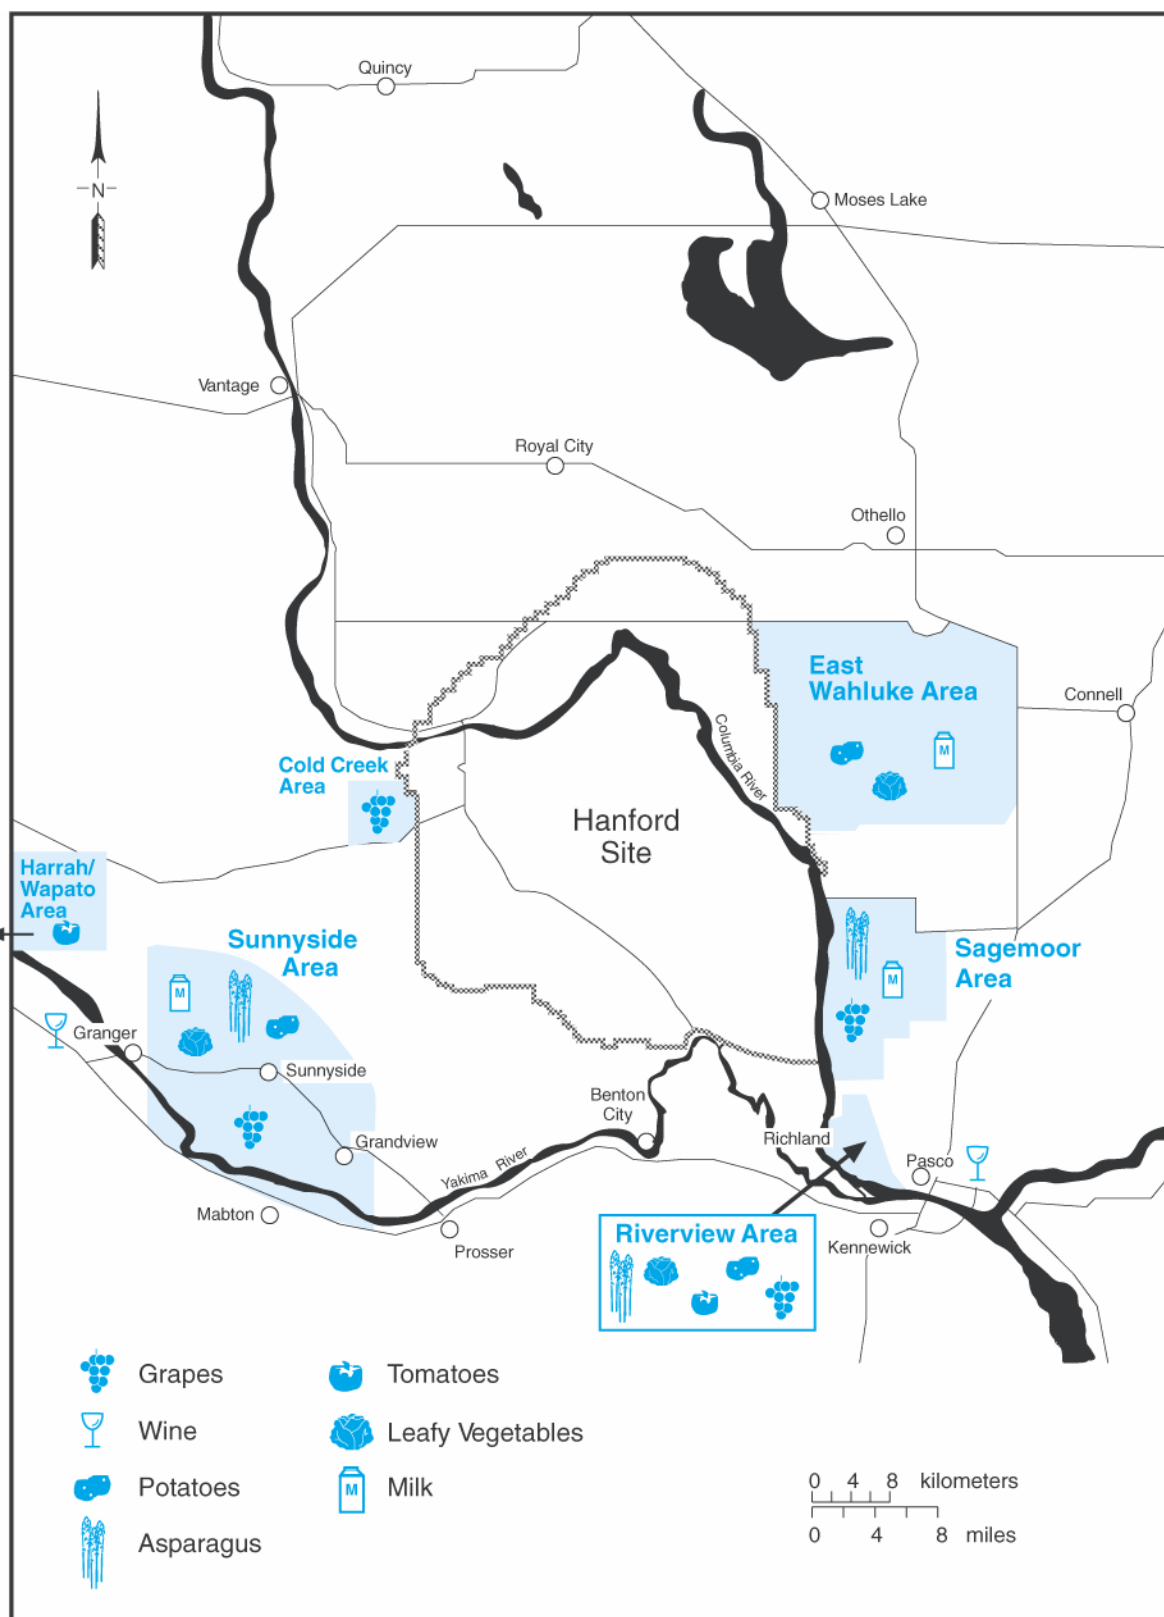 Quincy
N
Moses Lake
Vantage
Royal City
Othello
East
Wahluke Area
Connell
M
Columbia River
Cold Creek
Area
Hanford
Site
Harrah/
Wapato
Area
Sunnyside
Area
Sagemoor
Area
M
M
Granger
Sunnyside
Benton
City
Grandview
Richland
Pasco
Yakima River
Mabton
Prosser
Kennewick
Riverview Area
Grapes
Tomatoes
Wine
Leafy Vegetables
Potatoes
M
Milk
Asparagus
0 4 8 kilometers
0 4 8 miles